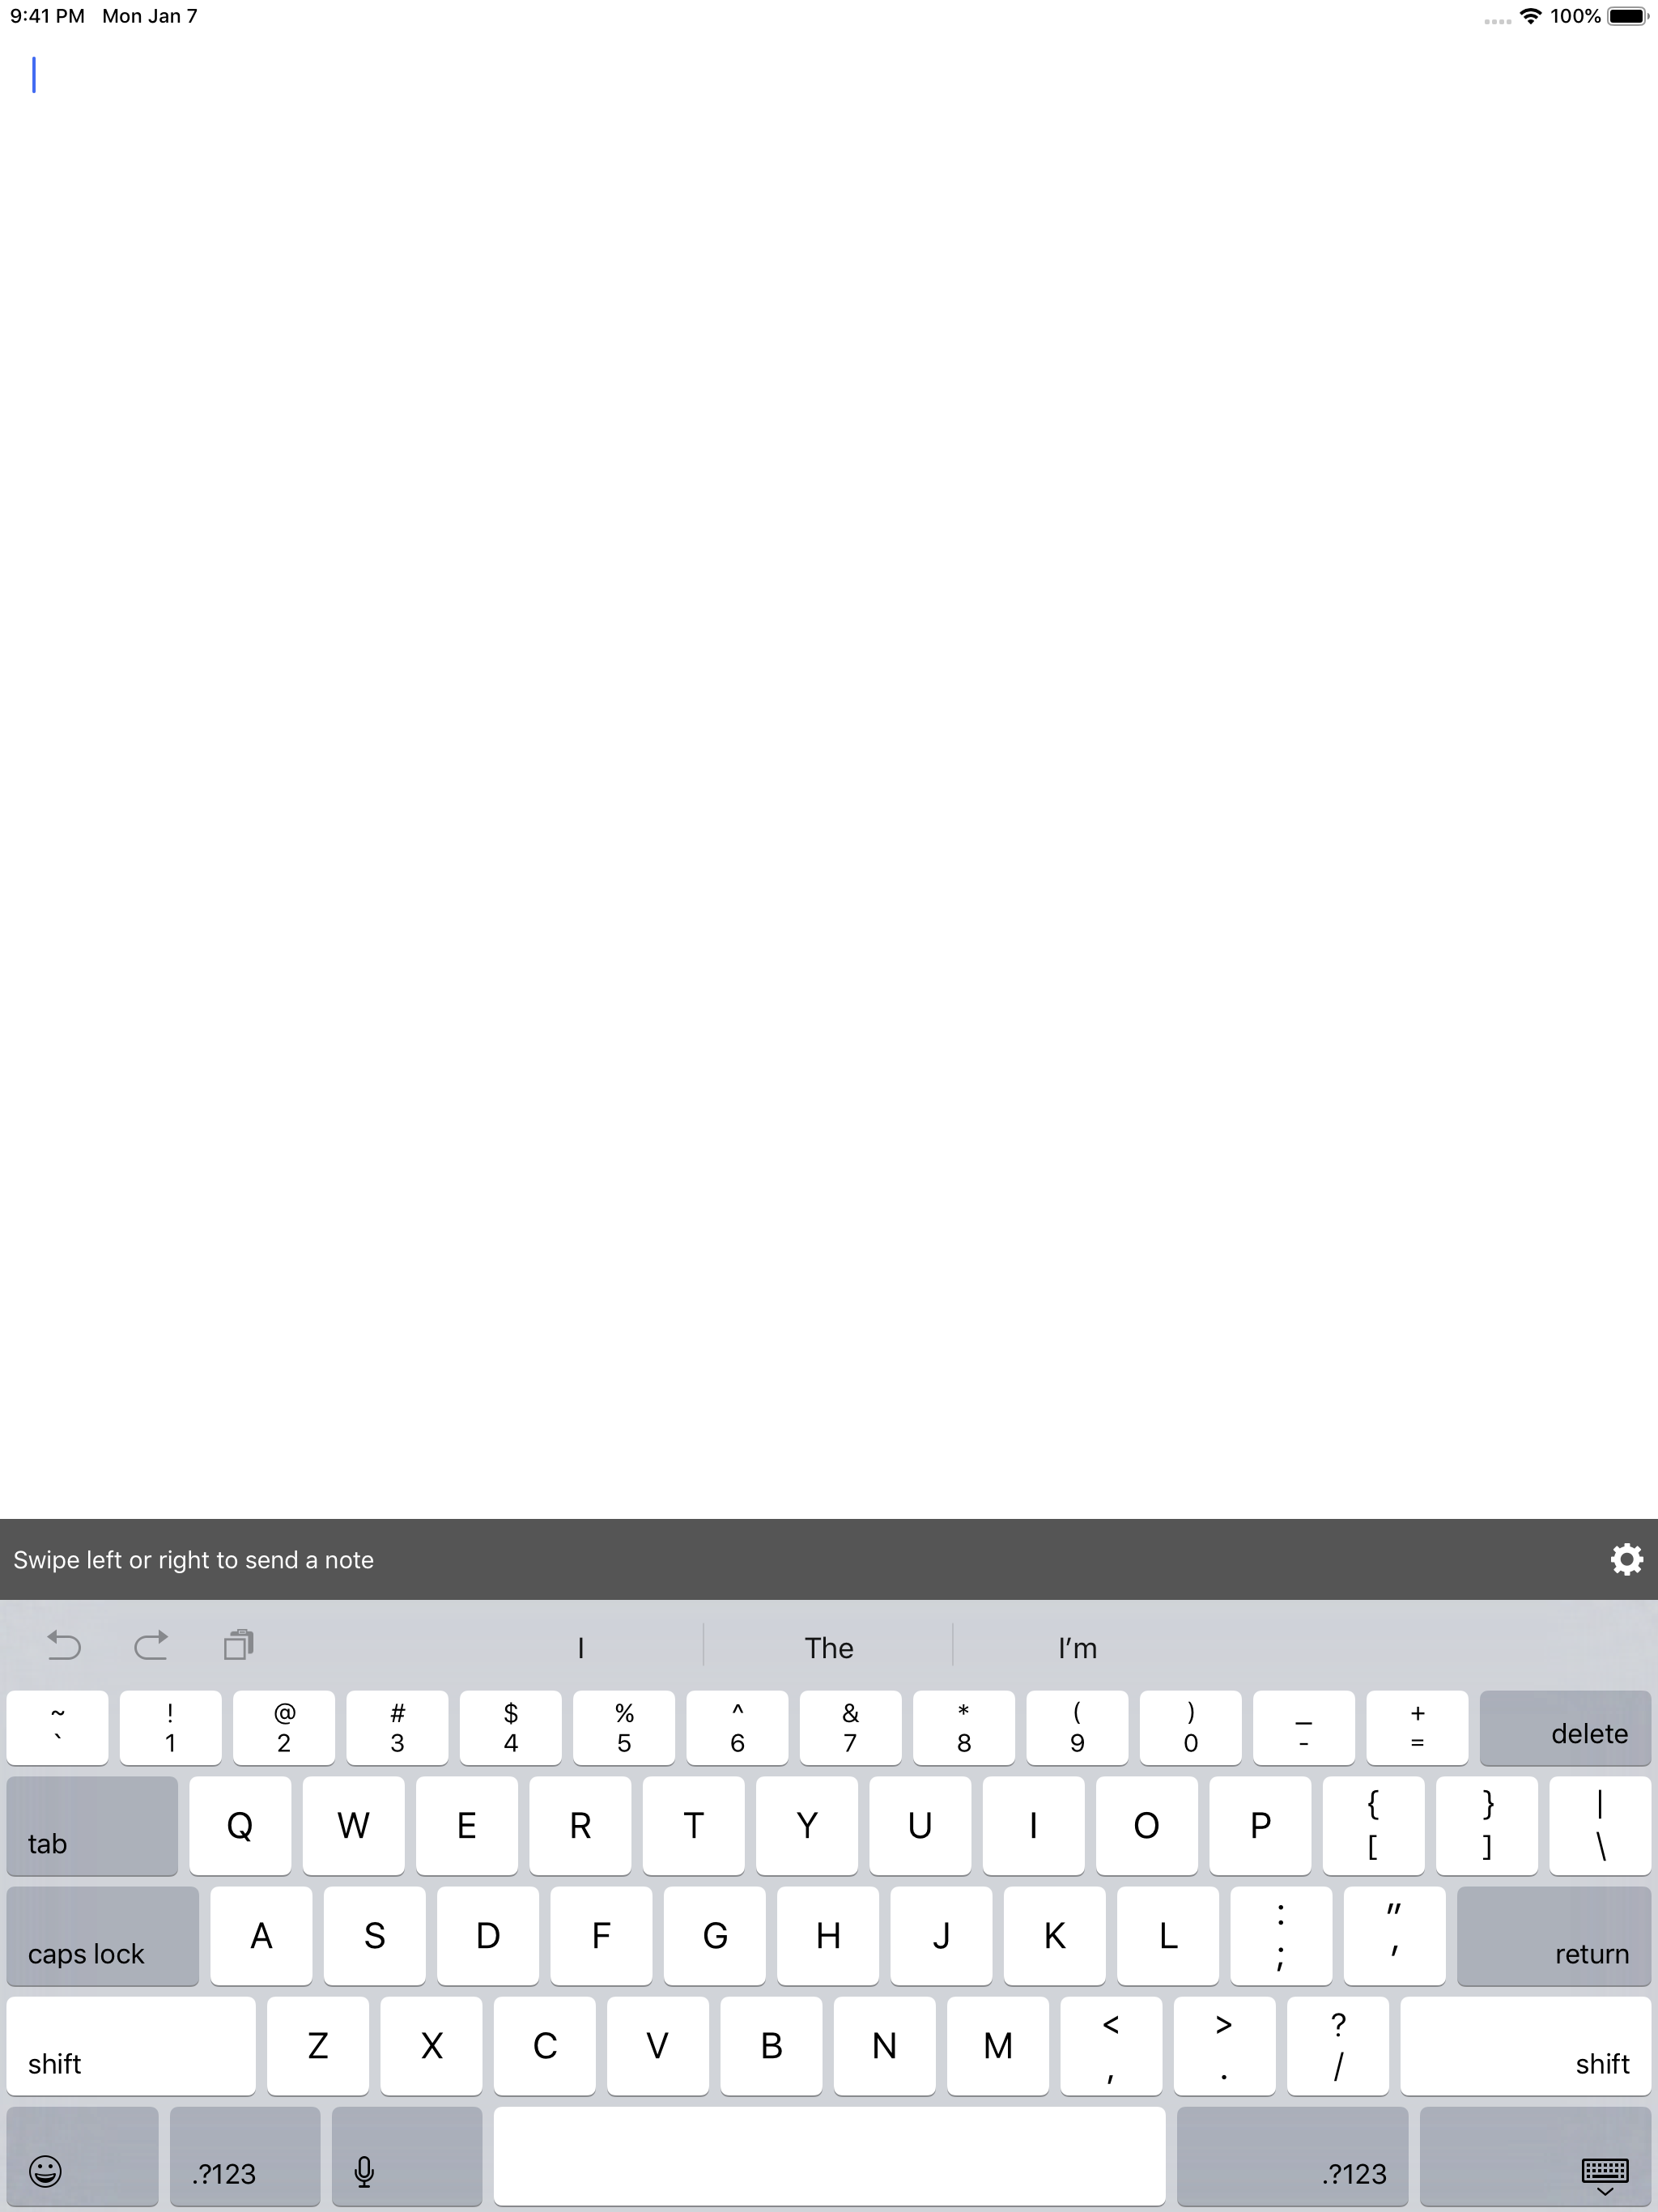 9:41 PM Mon Jan 7 100%
Swipe left or right to send a note
I The I’m
~ ! @ # $ % ^ & * ( ) _ +
` 1 2 3 4 5 6 7 8 9 0 - = delete
tab Q W E R T Y U I O P { } |
[ ] \
caps lock A S D F G H J K L : "
; ' return
shift Z X C V B N M < > ?
, . / shift
.?123 .?123